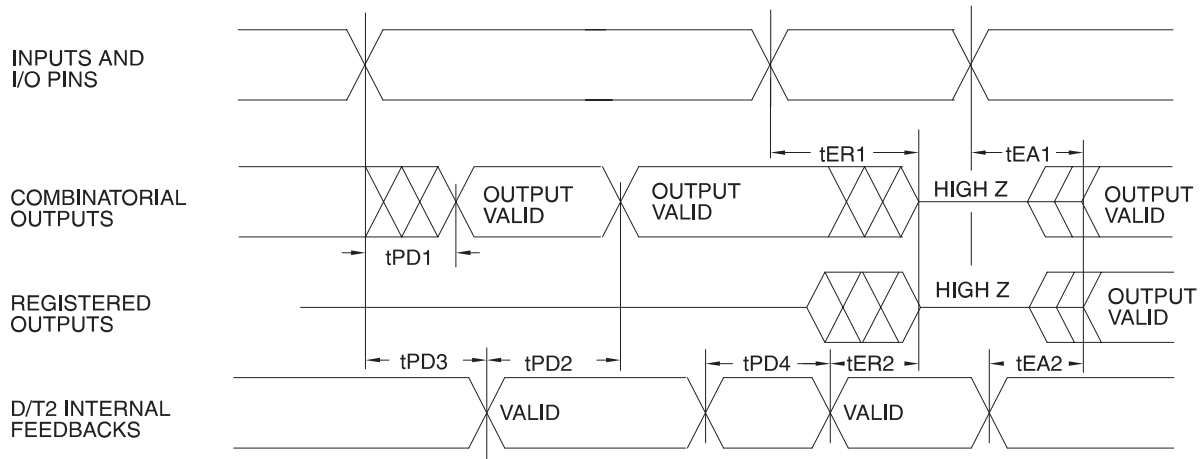 INPUTS AND
I/O PINS
tER1
tEA1
COMBINATORIAL
OUTPUTS
OUTPUT
VALID
OUTPUT
VALID
HIGH Z
OUTPUT
VALID
tPD1
REGISTERED
OUTPUTS
HIGH Z
OUTPUT
VALID
tPD3
tPD2
tPD4
tER2
tEA2
D/T2 INTERNAL
FEEDBACKS
VALID
VALID